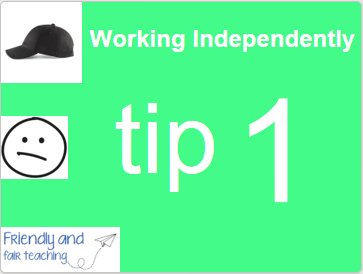 Working Independently
tip 1
Friendly and
fair teaching